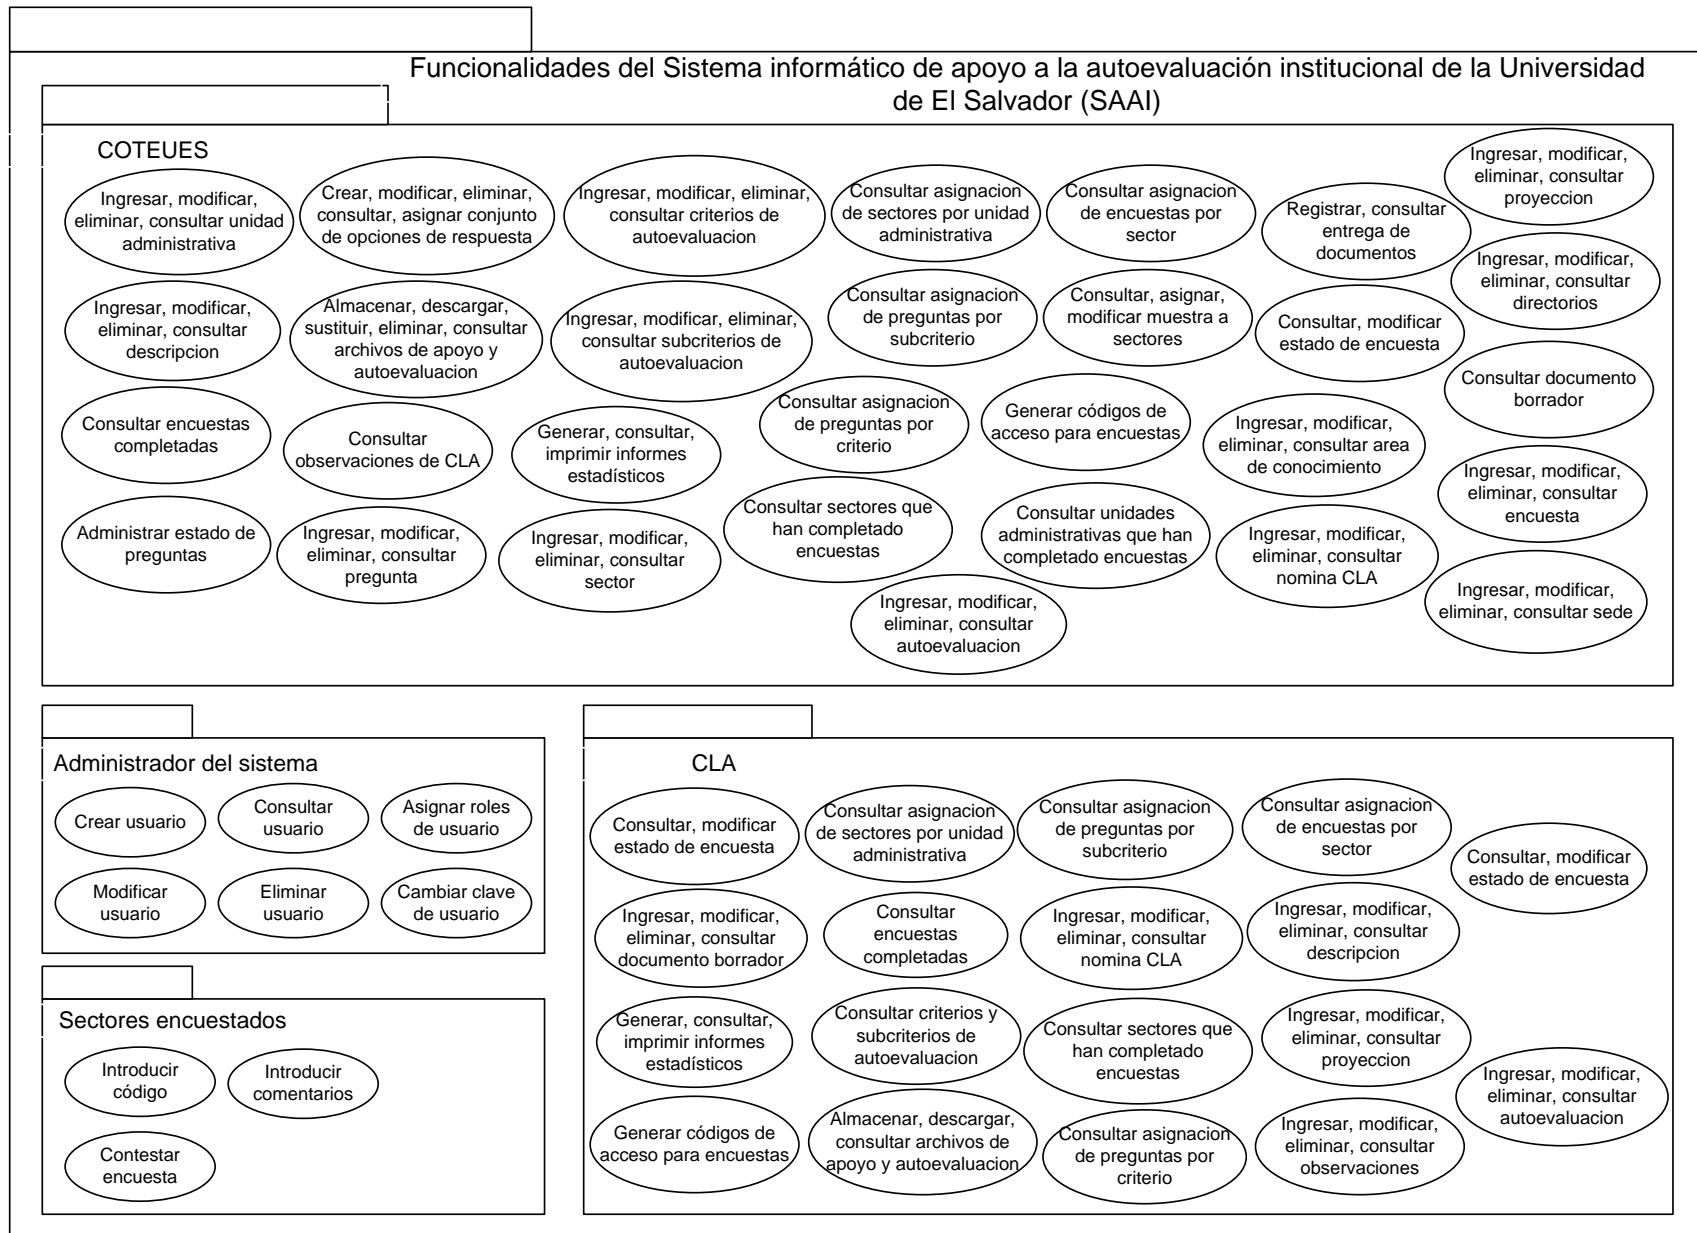 Funcionalidades del Sistema informático de apoyo a la autoevaluación institucional de la Universidad
de El Salvador (SAAI)
COTEUES
Ingresar, modificar,
eliminar, consultar unidad
administrativa
Crear, modificar, eliminar,
consultar, asignar conjunto
de opciones de respuesta
Ingresar, modificar, eliminar,
consultar criterios de
autoevaluacion
Consultar asignacion
de sectores por unidad
administrativa
Consultar asignacion
de encuestas por
sector
Registrar, consultar
entrega de
documentos
Ingresar, modificar,
eliminar, consultar
proyeccion
Ingresar, modificar,
eliminar, consultar
descripcion
Almacenar, descargar,
sustituir, eliminar, consultar
archivos de apoyo y
autoevaluacion
Ingresar, modificar, eliminar,
consultar subcriterios de
autoevaluacion
Consultar asignacion
de preguntas por
subcriterio
Consultar, asignar,
modificar muestra a
sectores
Consultar, modificar
estado de encuesta
Ingresar, modificar,
eliminar, consultar
directorios
Consultar encuestas
completadas
Consultar
observaciones de CLA
Generar, consultar,
imprimir informes
estadísticos
Consultar asignacion
de preguntas por
criterio
Generar códigos de
acceso para encuestas
Ingresar, modificar,
eliminar, consultar area
de conocimiento
Consultar documento
borrador
Administrar estado de
preguntas
Ingresar, modificar,
eliminar, consultar
pregunta
Ingresar, modificar,
eliminar, consultar
sector
Consultar sectores que
han completado
encuestas
Consultar unidades
administrativas que han
completado encuestas
Ingresar, modificar,
eliminar, consultar
nomina CLA
Ingresar, modificar,
eliminar, consultar
encuesta
Ingresar, modificar,
eliminar, consultar
autoevaluacion
Ingresar, modificar,
eliminar, consultar sede
Administrador del sistema
Crear usuario
Consultar
usuario
Asignar roles
de usuario
Modificar
usuario
Eliminar
usuario
Cambiar clave
de usuario
Sectores encuestados
Introducir
código
Introducir
comentarios
Contestar
encuesta
CLA
Consultar, modificar
estado de encuesta
Consultar asignacion
de sectores por unidad
administrativa
Consultar asignacion
de preguntas por
subcriterio
Consultar asignacion
de encuestas por
sector
Consultar, modificar
estado de encuesta
Ingresar, modificar,
eliminar, consultar
documento borrador
Consultar
encuestas
completadas
Ingresar, modificar,
eliminar, consultar
nomina CLA
Ingresar, modificar,
eliminar, consultar
descripcion
Generar, consultar,
imprimir informes
estadísticos
Consultar criterios y
subcriterios de
autoevaluacion
Consultar sectores que
han completado
encuestas
Ingresar, modificar,
eliminar, consultar
proyeccion
Ingresar, modificar,
eliminar, consultar
autoevaluacion
Generar códigos de
acceso para encuestas
Almacenar, descargar,
consultar archivos de
apoyo y autoevaluacion
Consultar asignacion
de preguntas por
criterio
Ingresar, modificar,
eliminar, consultar
observaciones